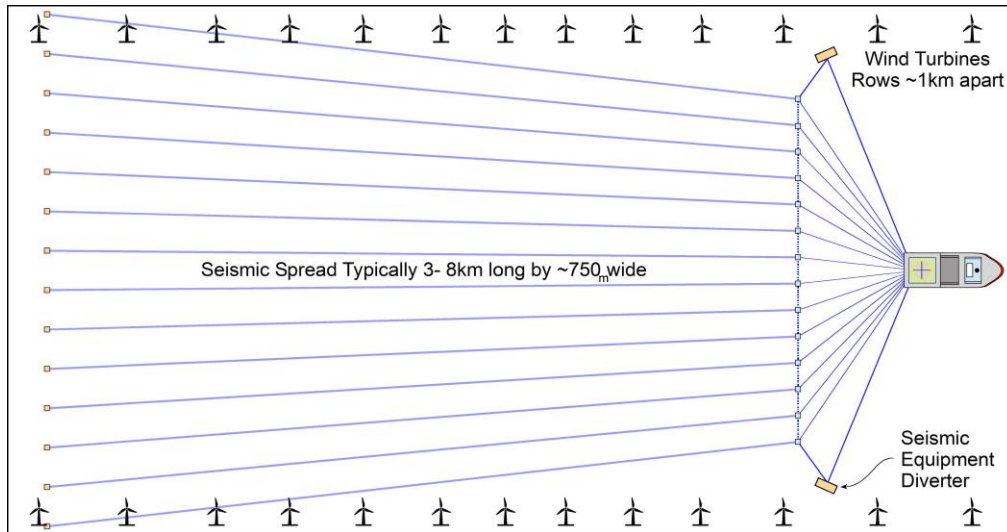 Wind Turbines
Rows ~1km apart
Seismic Spread Typically 3- 8km long by ~750m wide
Seismic
Equipment
Diverter